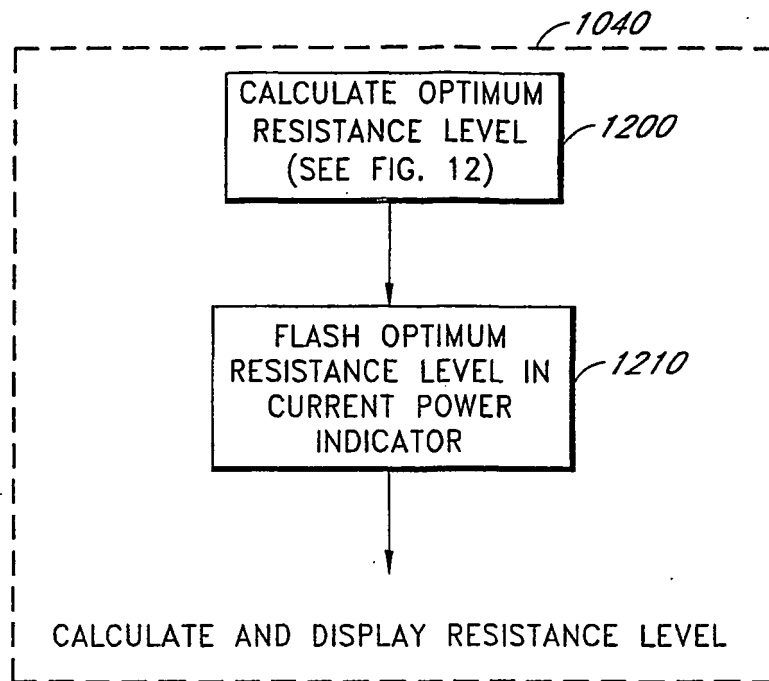 1040
CALCULATE OPTIMUM
RESISTANCE LEVEL
(SEE FIG. 12)
1200
FLASH OPTIMUM
RESISTANCE LEVEL IN
CURRENT POWER
INDICATOR
1210
CALCULATE AND DISPLAY RESISTANCE LEVEL